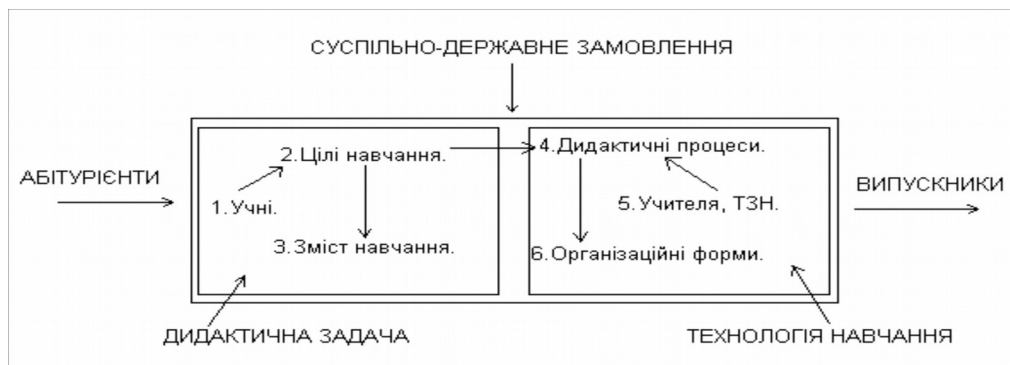 СУСПІЛЬНО-ДЕРЖАВНЕ ЗАМОВЛЕННЯ
АБІТУРІЄНТИ
2.Цілі навчання.
1.Учні.
3.Зміст навчання.
4.Дидактичні процеси.
5.Учителя, ТЗН.
6.Організаційні форми.
ВИПУСКНИКИ
ДИДАКТИЧНА ЗАДАЧА
ТЕХНОЛОГІЯ НАВЧАННЯ